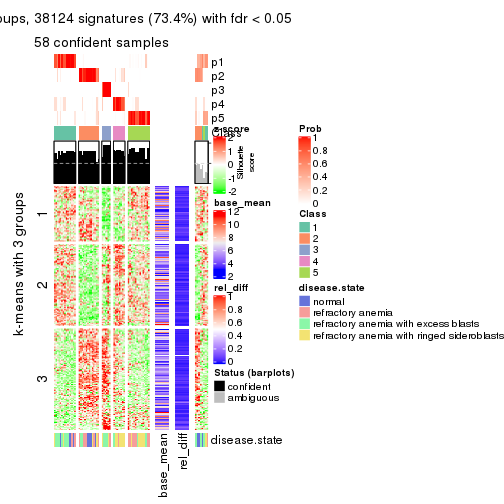 oups, 38124 signatures (73.4%) with fdr < 0.05
58 confident samples
p1
p2
p3
p4
p5
Class
z-score
2
1
0
-1
-2
Silhouette
score
base_mean
12
10
8
6
4
2
rel_diff
1
0.8
0.6
0.4
0.2
0
Status (barplots)
confident
ambiguous
Prob
1
0.8
0.6
0.4
0.2
0
Class
1
2
3
4
5
disease.state
normal
refractory anemia
refractory anemia with excess blasts
refractory anemia with ringed sideroblasts
k-means with 3 groups
1
2
3
base_mean
rel_diff
disease.state